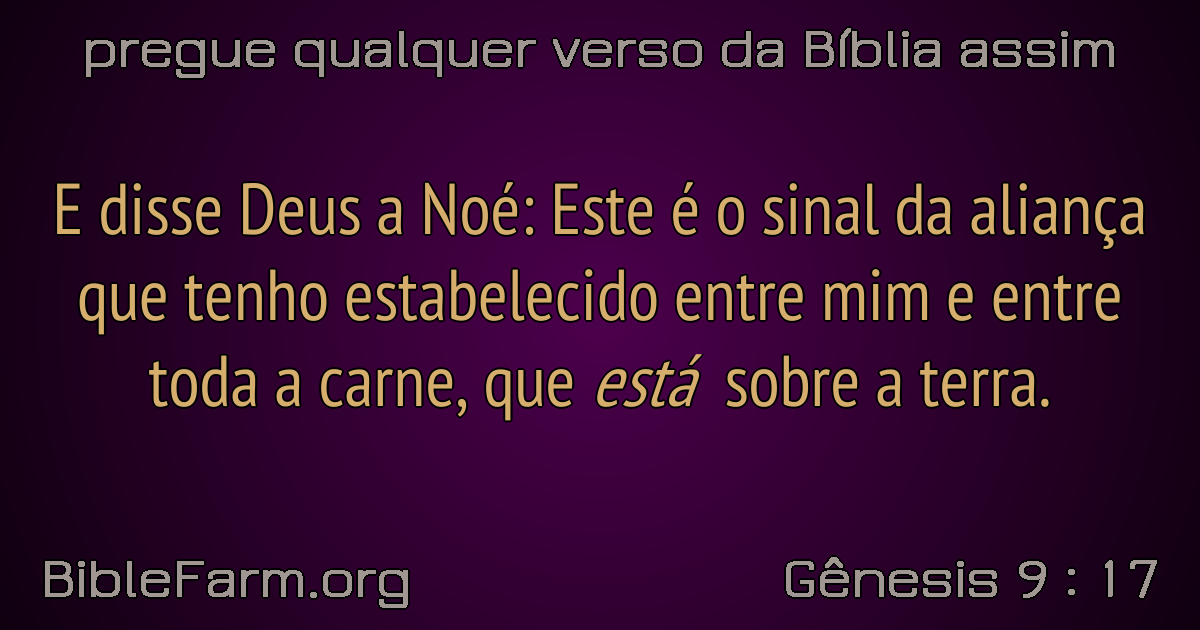 pregue qualquer verso da Bíblia assim
E disse Deus a Noé: Este é o sinal da aliança
que tenho estabelecido entre mim e entre
toda a carne, que está sobre a terra.
BibleFarm.org
Gênesis 9 : 17